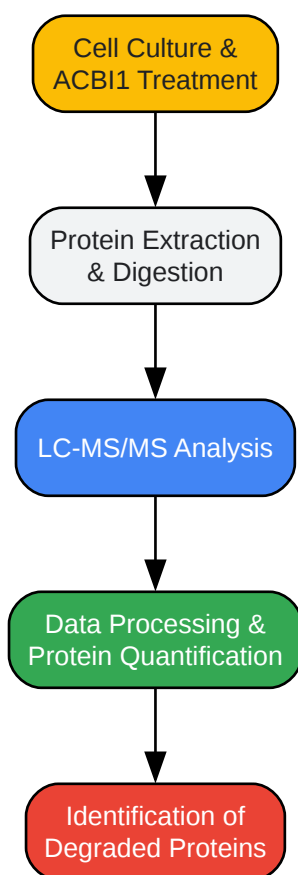 Cell Culture &
ACBI1 Treatment
Protein Extraction
& Digestion
LC-MS/MS Analysis
Data Processing &
Protein Quantification
Identification of
Degraded Proteins